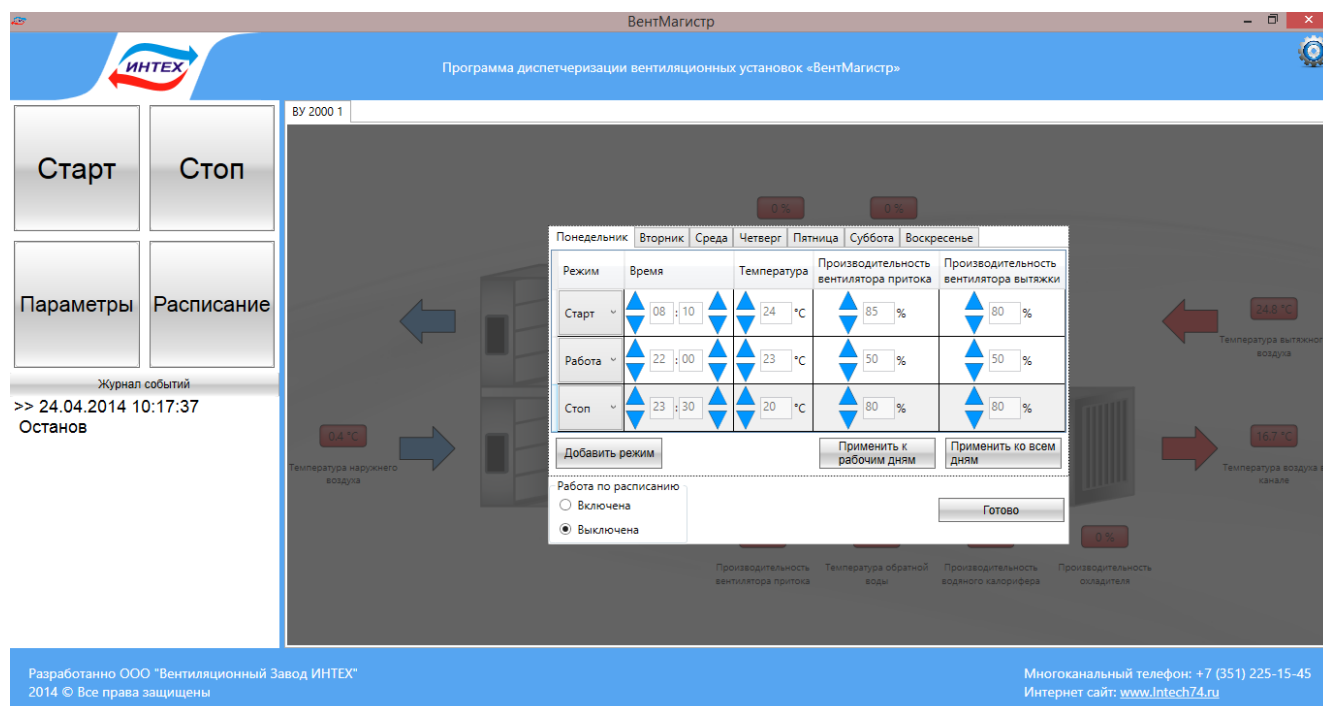 ВентМагистр
ИНТЕХ
Программа диспетчеризации вентиляционных установок «ВентМагистр»
Старт
Стоп
Параметры
Расписание
Журнал событий
>> 24.04.2014 10:17:37
Останов
ВУ 2000 1
0 %
0 %
Понедельник Вторник Среда Четверг Пятница Суббота Воскресенье
Режим Время Температура Производительность Производительность
вентилятора притока вентилятора вытяжки
Старт 08 : 10 24 °C 85 % 80 %
Работа 22 : 00 23 °C 50 % 50 %
Стоп 23 : 30 20 °C 80 % 80 %
Добавить режим
Применить к
рабочим дням
Применить ко всем
дням
Работа по расписанию
Включена
Выключена
Готово
0.4 °C
Температура наружнего
воздуха
24.8 °C
Температура вытяжног
воздуха
16.7 °C
Температура воздуха в
канале
0 %
Производительность
вентилятора притока
Температура обратной
воды
Производительность
водяного калорифера
Производительность
охладителя
Разработанно ООО "Вентиляционный Завод ИНТЕХ"
2014 © Все права защищены
Многоканальный телефон: +7 (351) 225-15-45
Интернет сайт: www.Intech74.ru